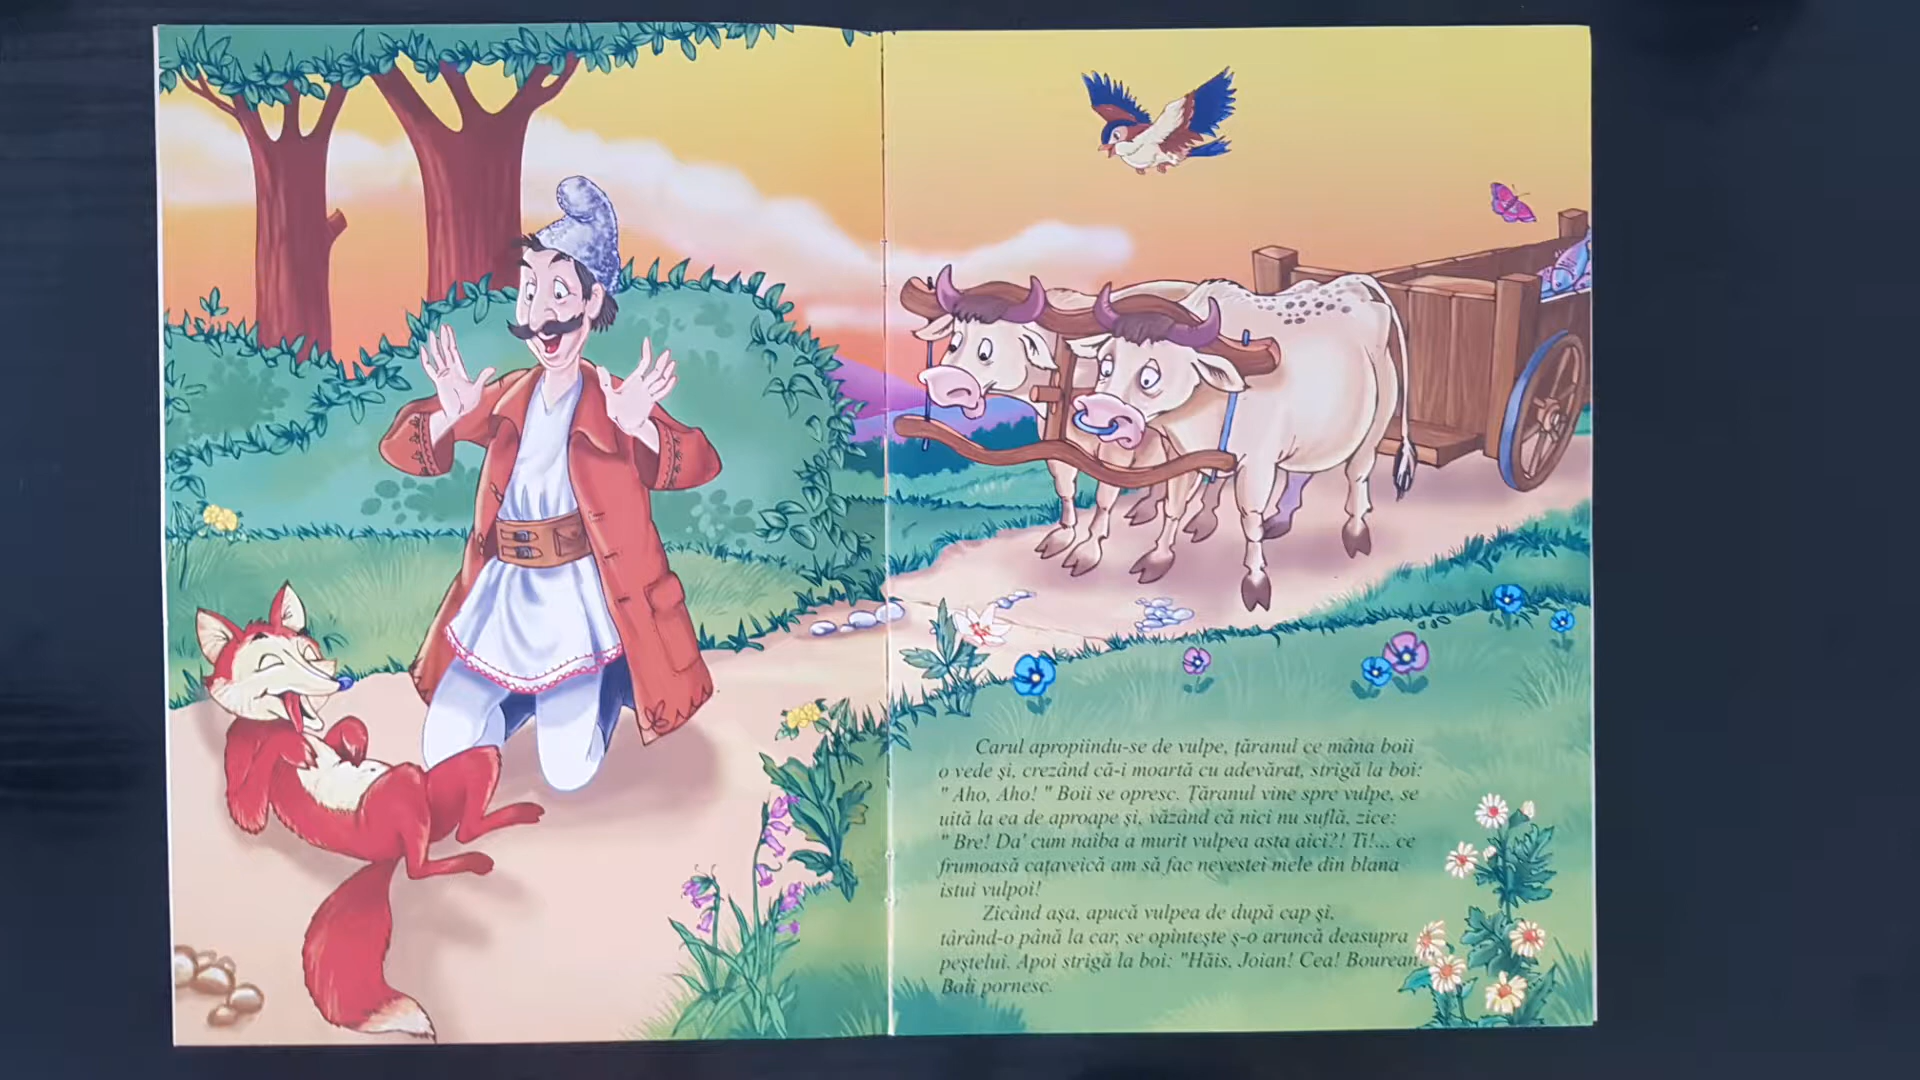 Carul apropiindu-se de vulpe, țăranul ce mâna boii
o vede și, crezând că-i moartă cu adevărat, strigă la boi:
" Aho, Aho! " Boii se opresc. Țăranul vine spre vulpe, se
uită la ea de aproape și, văzând că nici nu suflă, zice:
" Bre! Da' cum naiba a murit vulpea asta aici?! Ti!... ce
frumoasă cațaveică am să fac nevestei mele din blana
istui vulpoi!
Zicând așa, apucă vulpea de după cap și,
târând-o până la car, se opîntește ș-o aruncă deasupra
peștelui. Apoi strigă la boi: "Hăis, Joian! Cea! Bourean."
Boii pornesc.